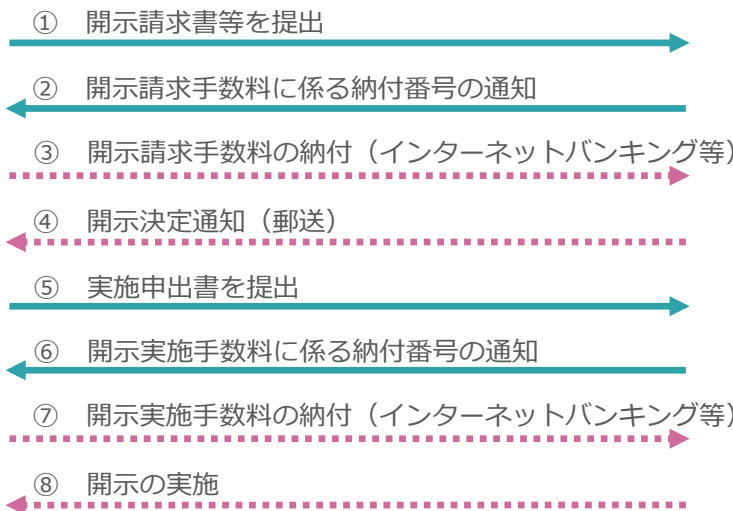 ① 開示請求書等を提出
② 開示請求手数料に係る納付番号の通知
③ 開示請求手数料の納付（インターネットバンキング等）
④ 開示決定通知（郵送）
⑤ 実施申出書を提出
⑥ 開示実施手数料に係る納付番号の通知
⑦ 開示実施手数料の納付（インターネットバンキング等）
⑧ 開示の実施